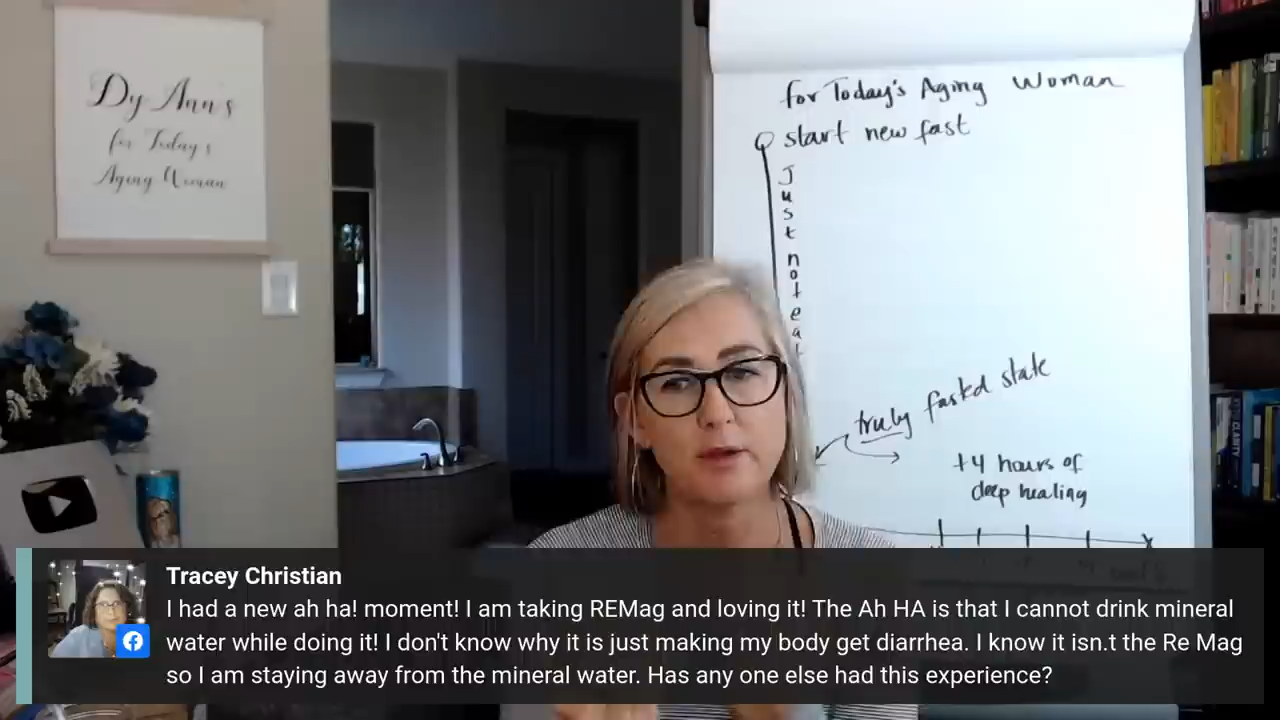 Dy Ann's
for Today's
Aging Woman
for Today's Aging Woman
start new fast
Just not eat
truly fasted state
+4 hours of
deep healing
CLARITY
Tracey Christian
I had a new ah ha! moment! I am taking REMag and loving it! The Ah HA is that I cannot drink mineral
water while doing it! I don't know why it is just making my body get diarrhea. I know it isn.t the Re Mag
so I am staying away from the mineral water. Has any one else had this experience?